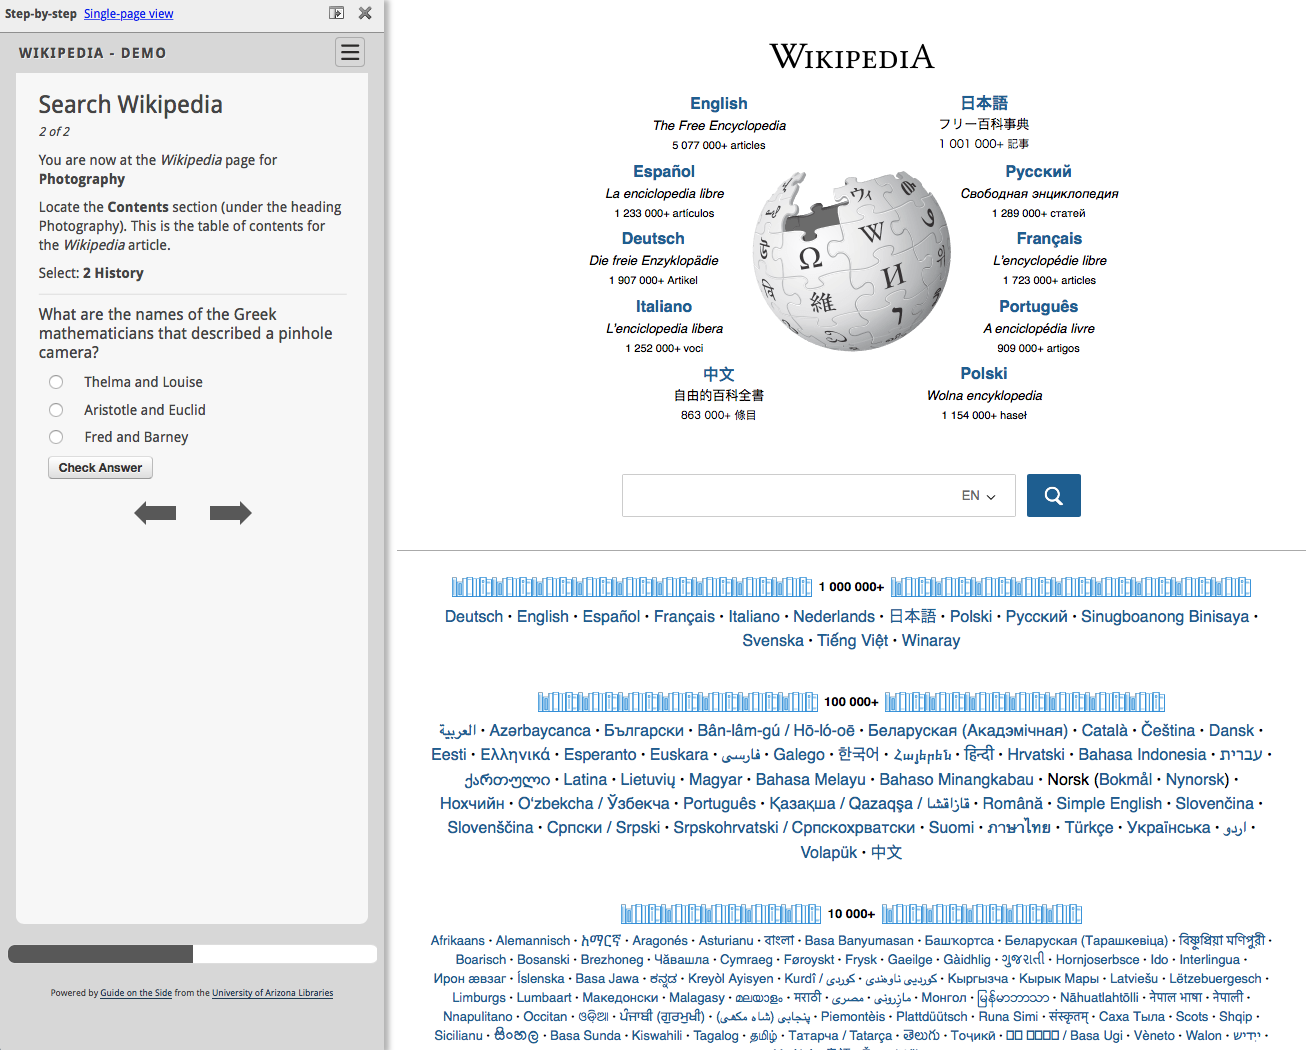 Step-by-step Single-page view
WIKIPEDIA - DEMO
Search Wikipedia
2 of 2
You are now at the Wikipedia page for
Photography
Locate the Contents section (under the heading
Photography). This is the table of contents for
the Wikipedia article.
Select: 2 History
What are the names of the Greek
mathematicians that described a pinhole
camera?
Thelma and Louise
Aristotle and Euclid
Fred and Barney
Check Answer
Powered by Guide on the Side from the University of Arizona Libraries
WIKIPEDIA
English
The Free Encyclopedia
5 077 000+ articles
日本語
フリー百科事典
1 001 000+ 記事
Español
La enciclopedia libre
1 233 000+ artículos
Русский
Свободная энциклопедия
1 289 000+ статей
Deutsch
Die freie Enzyklopädie
1 907 000+ Artikel
Français
L'encyclopédie libre
1 723 000+ articles
Italiano
L'enciclopedia libera
1 252 000+ voci
Português
A enciclopédia livre
909 000+ artigos
中文
自由的百科全書
863 000+ 條目
Polski
Wolna encyklopedia
1 154 000+ haseł
Ω W И 維 ウィ
EN
1 000 000+
Deutsch • English • Español • Français • Italiano • Nederlands • 日本語 • Polski • Русский • Sinugboanong Binisaya •
Svenska • Tiếng Việt • Winaray
100 000+
العربية • Azərbaycanca • Български • Bân-lâm-gú / Hō-ló-oē • Беларуская (Акадэмічная) • Català • Čeština • Dansk •
Eesti • Ελληνικά • Esperanto • Euskara • فارسی • Galego • 한국어 • Հայերեն • हिन्दी • Hrvatski • Bahasa Indonesia • עברית •
ქართული • Latina • Lietuvių • Magyar • Bahasa Melayu • Bahaso Minangkabau • Norsk (Bokmål • Nynorsk) •
Нохчийн • Oʻzbekcha / Ўзбекча • Português • Қазақша / Qazaqşa / قازاقشا • Română • Simple English • Slovenčina •
Slovenščina • Српски / Srpski • Srpskohrvatski / Српскохрватски • Suomi • ภาษาไทย • Türkçe • Українська • اردو •
Volapük • 中文
10 000+
Afrikaans • Alemannisch • አማርኛ • Aragonés • Asturianu • বাংলা • Basa Banyumasan • Башҡортса • Беларуская (Тарашкевіца) • বিষ্ণুপ্রিয়া মণিপুরী •
Boarisch • Bosanski • Brezhoneg • Чӑвашла • Cymraeg • Føroyskt • Frysk • Gaeilge • Gàidhlig • ગુજરાતી • Hornjoserbsce • Ido • Interlingua •
Ирон æвзаг • Íslenska • Basa Jawa • ಕನ್ನಡ • Kreyòl Ayisyen • Kurdî / كوردی • کوردیی ناوەندی • Кыргызча • Кырык Мары • Latviešu • Lëtzebuergesch •
Limburgs • Lumbaart • Македонски • Malagasy • മലയാളം • मराठी • مازِرونی • مصرى • Монгол • မြန်မာဘာသာ • Nāhuatlahtōlli • नेपाल भाषा • नेपाली •
Nnapulitano • Occitan • ଓଡ଼ିଆ • ਪੰਜਾਬੀ (ਗੁਰਮੁਖੀ) • پنجابی (شاہ مکھی) • Piemontèis • Plattdüütsch • Runa Simi • संस्कृतम् • Саха Тыла • Scots • Shqip •
Sicilianu • සිංහල • Basa Sunda • Kiswahili • Tagalog • தமிழ் • Татарча / Tatarça • తెలుగు • Тоҷикӣ • / Basa Ugi • Vèneto • Walon • ייִדיש •